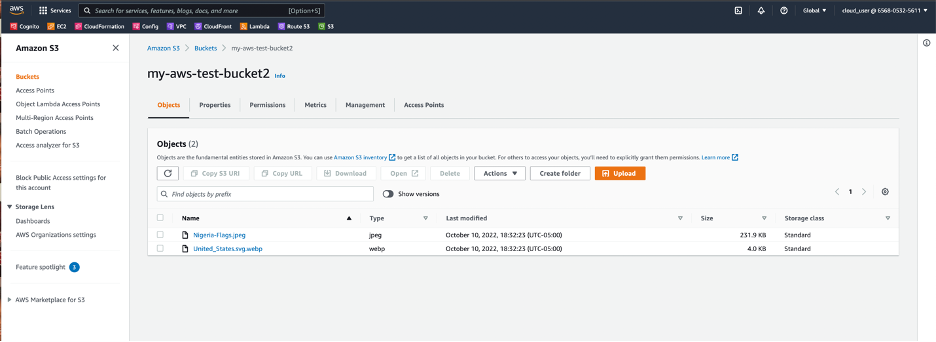 aws Services Search for services, features, blogs, docs, and more [Option+S] Global cloud_user @ 6568-0532-5611
Cognito EC2 CloudFormation Config VPC CloudFront Lambda Route 53 S3
Amazon S3
Buckets
Access Points
Object Lambda Access Points
Multi-Region Access Points
Batch Operations
Access analyzer for S3
Block Public Access settings for
this account
Storage Lens
Dashboards
AWS Organizations settings
Feature spotlight 3
AWS Marketplace for S3
Amazon S3 Buckets my-aws-test-bucket2
my-aws-test-bucket2 Info
Objects Properties Permissions Metrics Management Access Points
Objects (2)
Objects are the fundamental entities stored in Amazon S3. You can use Amazon S3 inventory to get a list of all objects in your bucket. For others to access your objects, you'll need to explicitly grant them permissions. Learn more
Copy S3 URI Copy URL Download Open Delete Actions Create folder Upload
Find objects by prefix Show versions 1
Name Type Last modified Size Storage class
Nigeria-Flags.jpeg jpeg October 10, 2022, 18:32:23 (UTC-05:00) 231.9 KB Standard
United_States.svg.webp webp October 10, 2022, 18:32:23 (UTC-05:00) 4.0 KB Standard